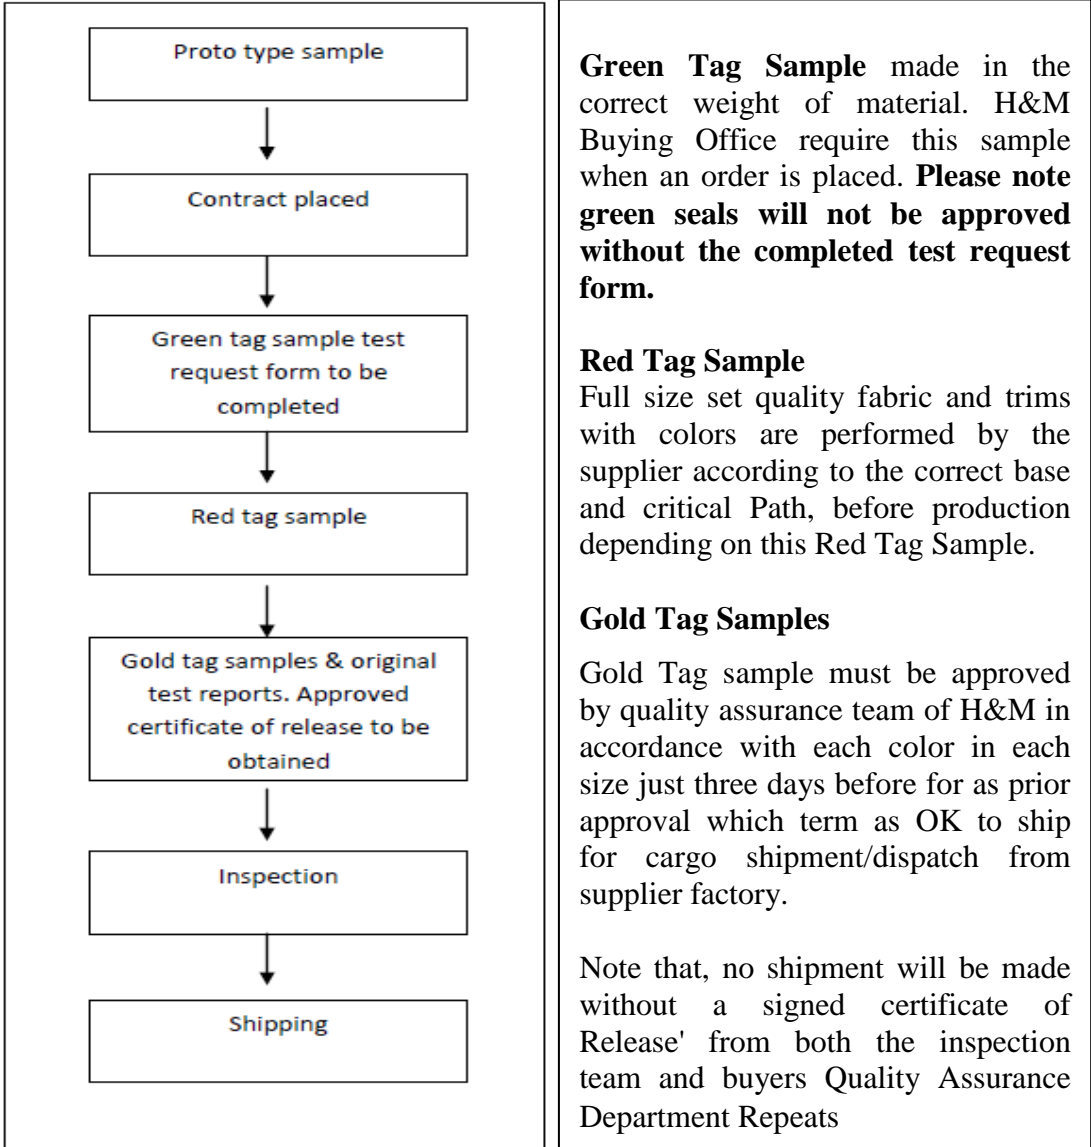 Proto type sample
Contract placed
Green tag sample test
request form to be
completed
Red tag sample
Gold tag samples & original
test reports. Approved
certificate of release to be
obtained
Inspection
Shipping
Green Tag Sample made in the
correct weight of material. H&M
Buying Office require this sample
when an order is placed. Please note
green seals will not be approved
without the completed test request
form.
Red Tag Sample
Full size set quality fabric and trims
with colors are performed by the
supplier according to the correct base
and critical Path, before production
depending on this Red Tag Sample.
Gold Tag Samples
Gold Tag sample must be approved
by quality assurance team of H&M in
accordance with each color in each
size just three days before for as prior
approval which term as OK to ship
for cargo shipment/dispatch from
supplier factory.
Note that, no shipment will be made
without a signed certificate of
Release' from both the inspection
team and buyers Quality Assurance
Department Repeats